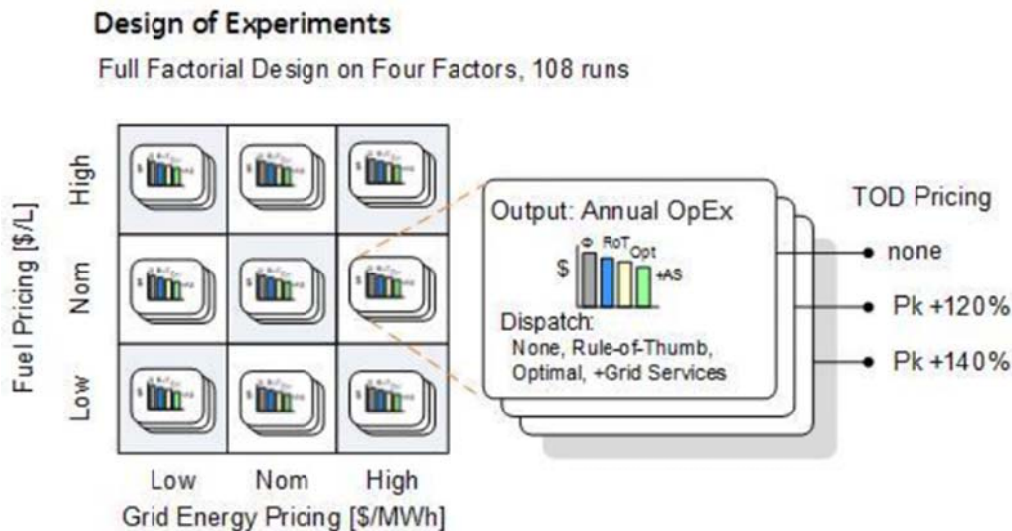 Design of Experiments
Full Factorial Design on Four Factors, 108 runs
Fuel Pricing [$/L]
High
Nom
Low
Low Nom High
Grid Energy Pricing [$/MWh]
Output: Annual OpEx
Φ RoT Opt +AS
$
Dispatch:
None, Rule-of-Thumb,
Optimal, +Grid Services
TOD Pricing
none
Pk +120%
Pk +140%